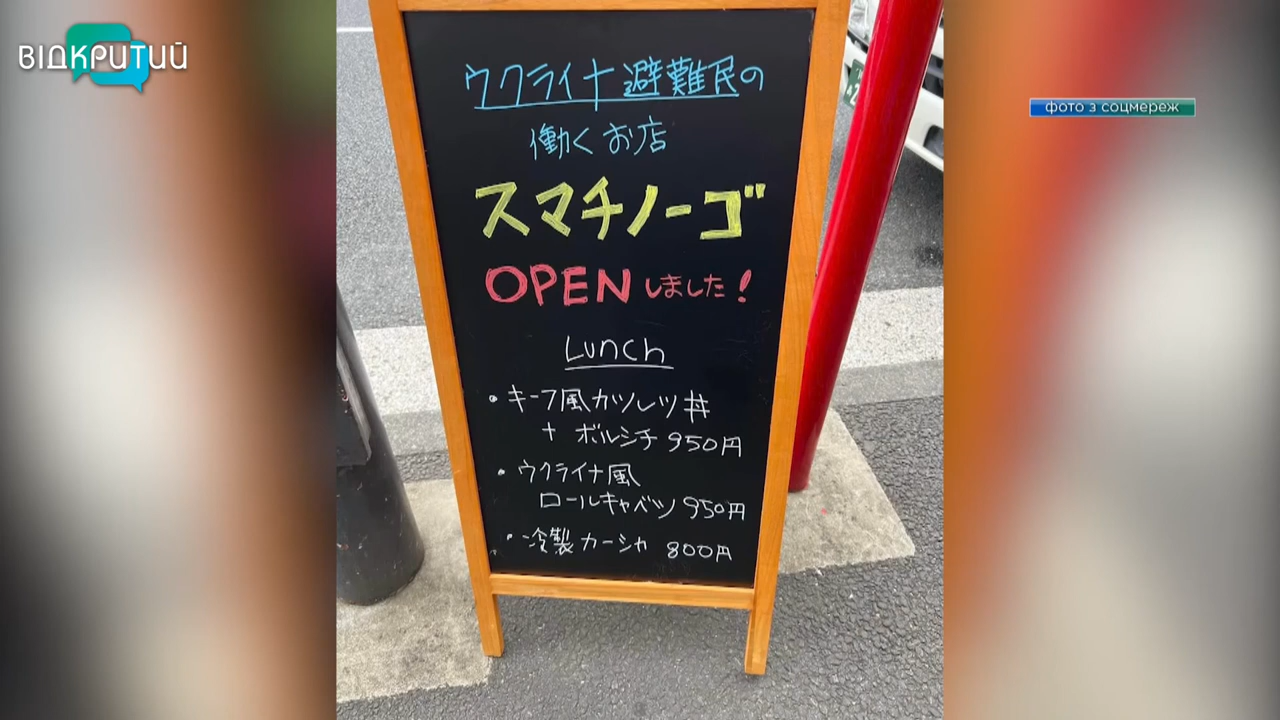 ВІДКРИТИЙ
фото з соцмереж
ウクライナ避難民の
働くお店
スマチノーゴ
OPENしました!
Lunch
・キーフ風カツレツ丼
+ ボルシチ 950円
・ウクライナ風
ロールキャベツ 950円
・冷製カーシャ 800円